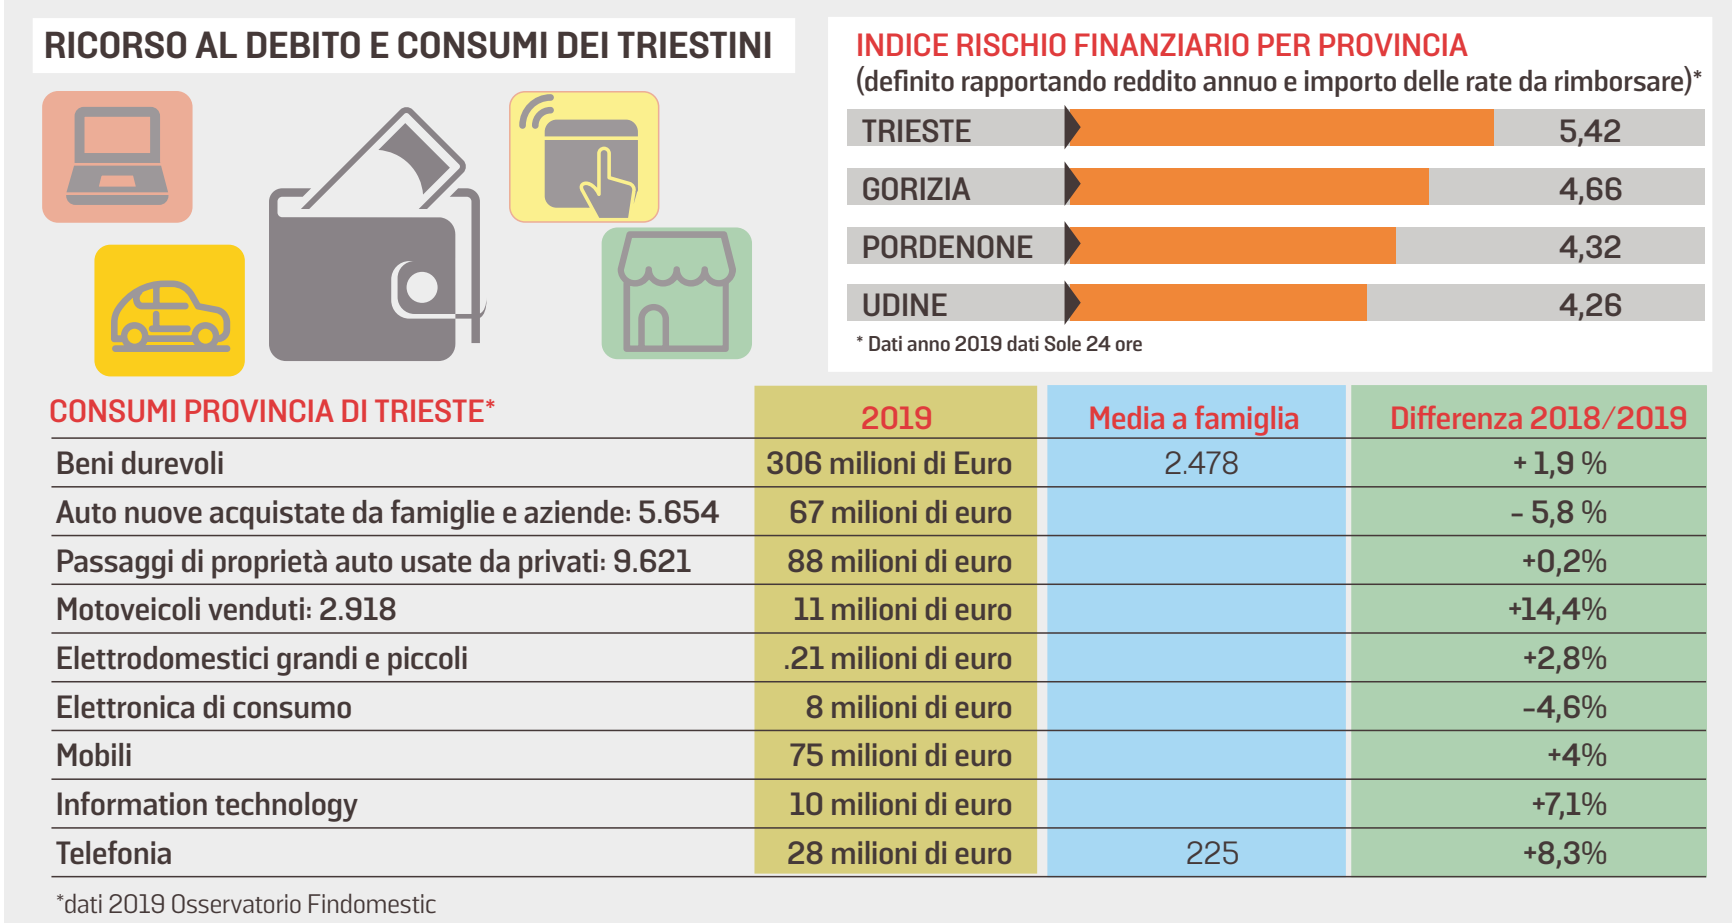 RICORSO AL DEBITO E CONSUMI DEI TRIESTINI
INDICE RISCHIO FINANZIARIO PER PROVINCIA
(definito rapportando reddito annuo e importo delle rate da rimborsare)*
TRIESTE 5,42
GORIZIA 4,66
PORDENONE 4,32
UDINE 4,26
* Dati anno 2019 dati Sole 24 ore
CONSUMI PROVINCIA DI TRIESTE* 2019 Media a famiglia Differenza 2018/2019
Beni durevoli 306 milioni di Euro 2.478 + 1,9 %
Auto nuove acquistate da famiglie e aziende: 5.654 67 milioni di euro - 5,8 %
Passaggi di proprietà auto usate da privati: 9.621 88 milioni di euro +0,2%
Motoveicoli venduti: 2.918 11 milioni di euro +14,4%
Elettrodomestici grandi e piccoli .21 milioni di euro +2,8%
Elettronica di consumo 8 milioni di euro -4,6%
Mobili 75 milioni di euro +4%
Information technology 10 milioni di euro +7,1%
Telefonia 28 milioni di euro 225 +8,3%
*dati 2019 Osservatorio Findomestic